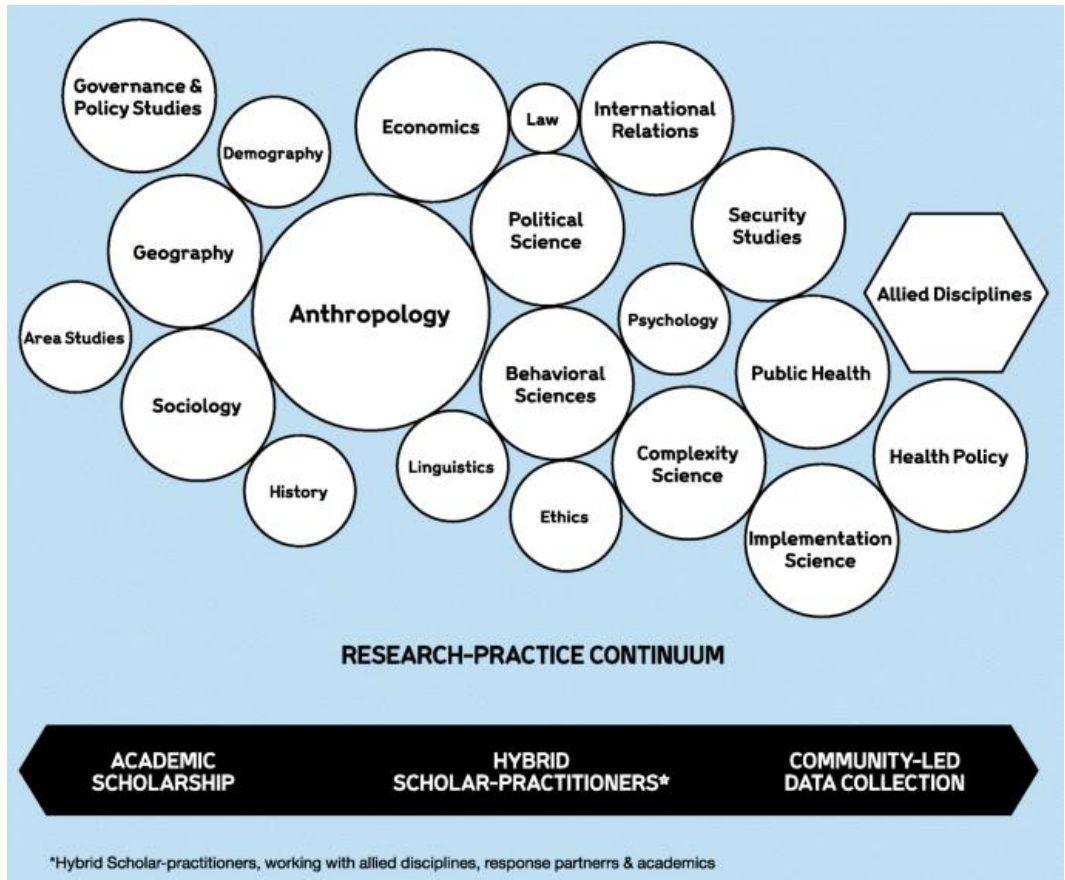 Governance &
Policy Studies
Demography
Economics
Law
International
Relations
Geography
Political
Science
Security
Studies
Allied Disciplines
Anthropology
Area Studies
Psychology
Sociology
Behavioral
Sciences
Public Health
History
Linguistics
Ethics
Complexity
Science
Health Policy
Implementation
Science
RESEARCH-PRACTICE CONTINUUM
ACADEMIC
SCHOLARSHIP
HYBRID
SCHOLAR-PRACTITIONERS*
COMMUNITY-LED
DATA COLLECTION
*Hybrid Scholar-practitioners, working with allied disciplines, response partnerrs & academics